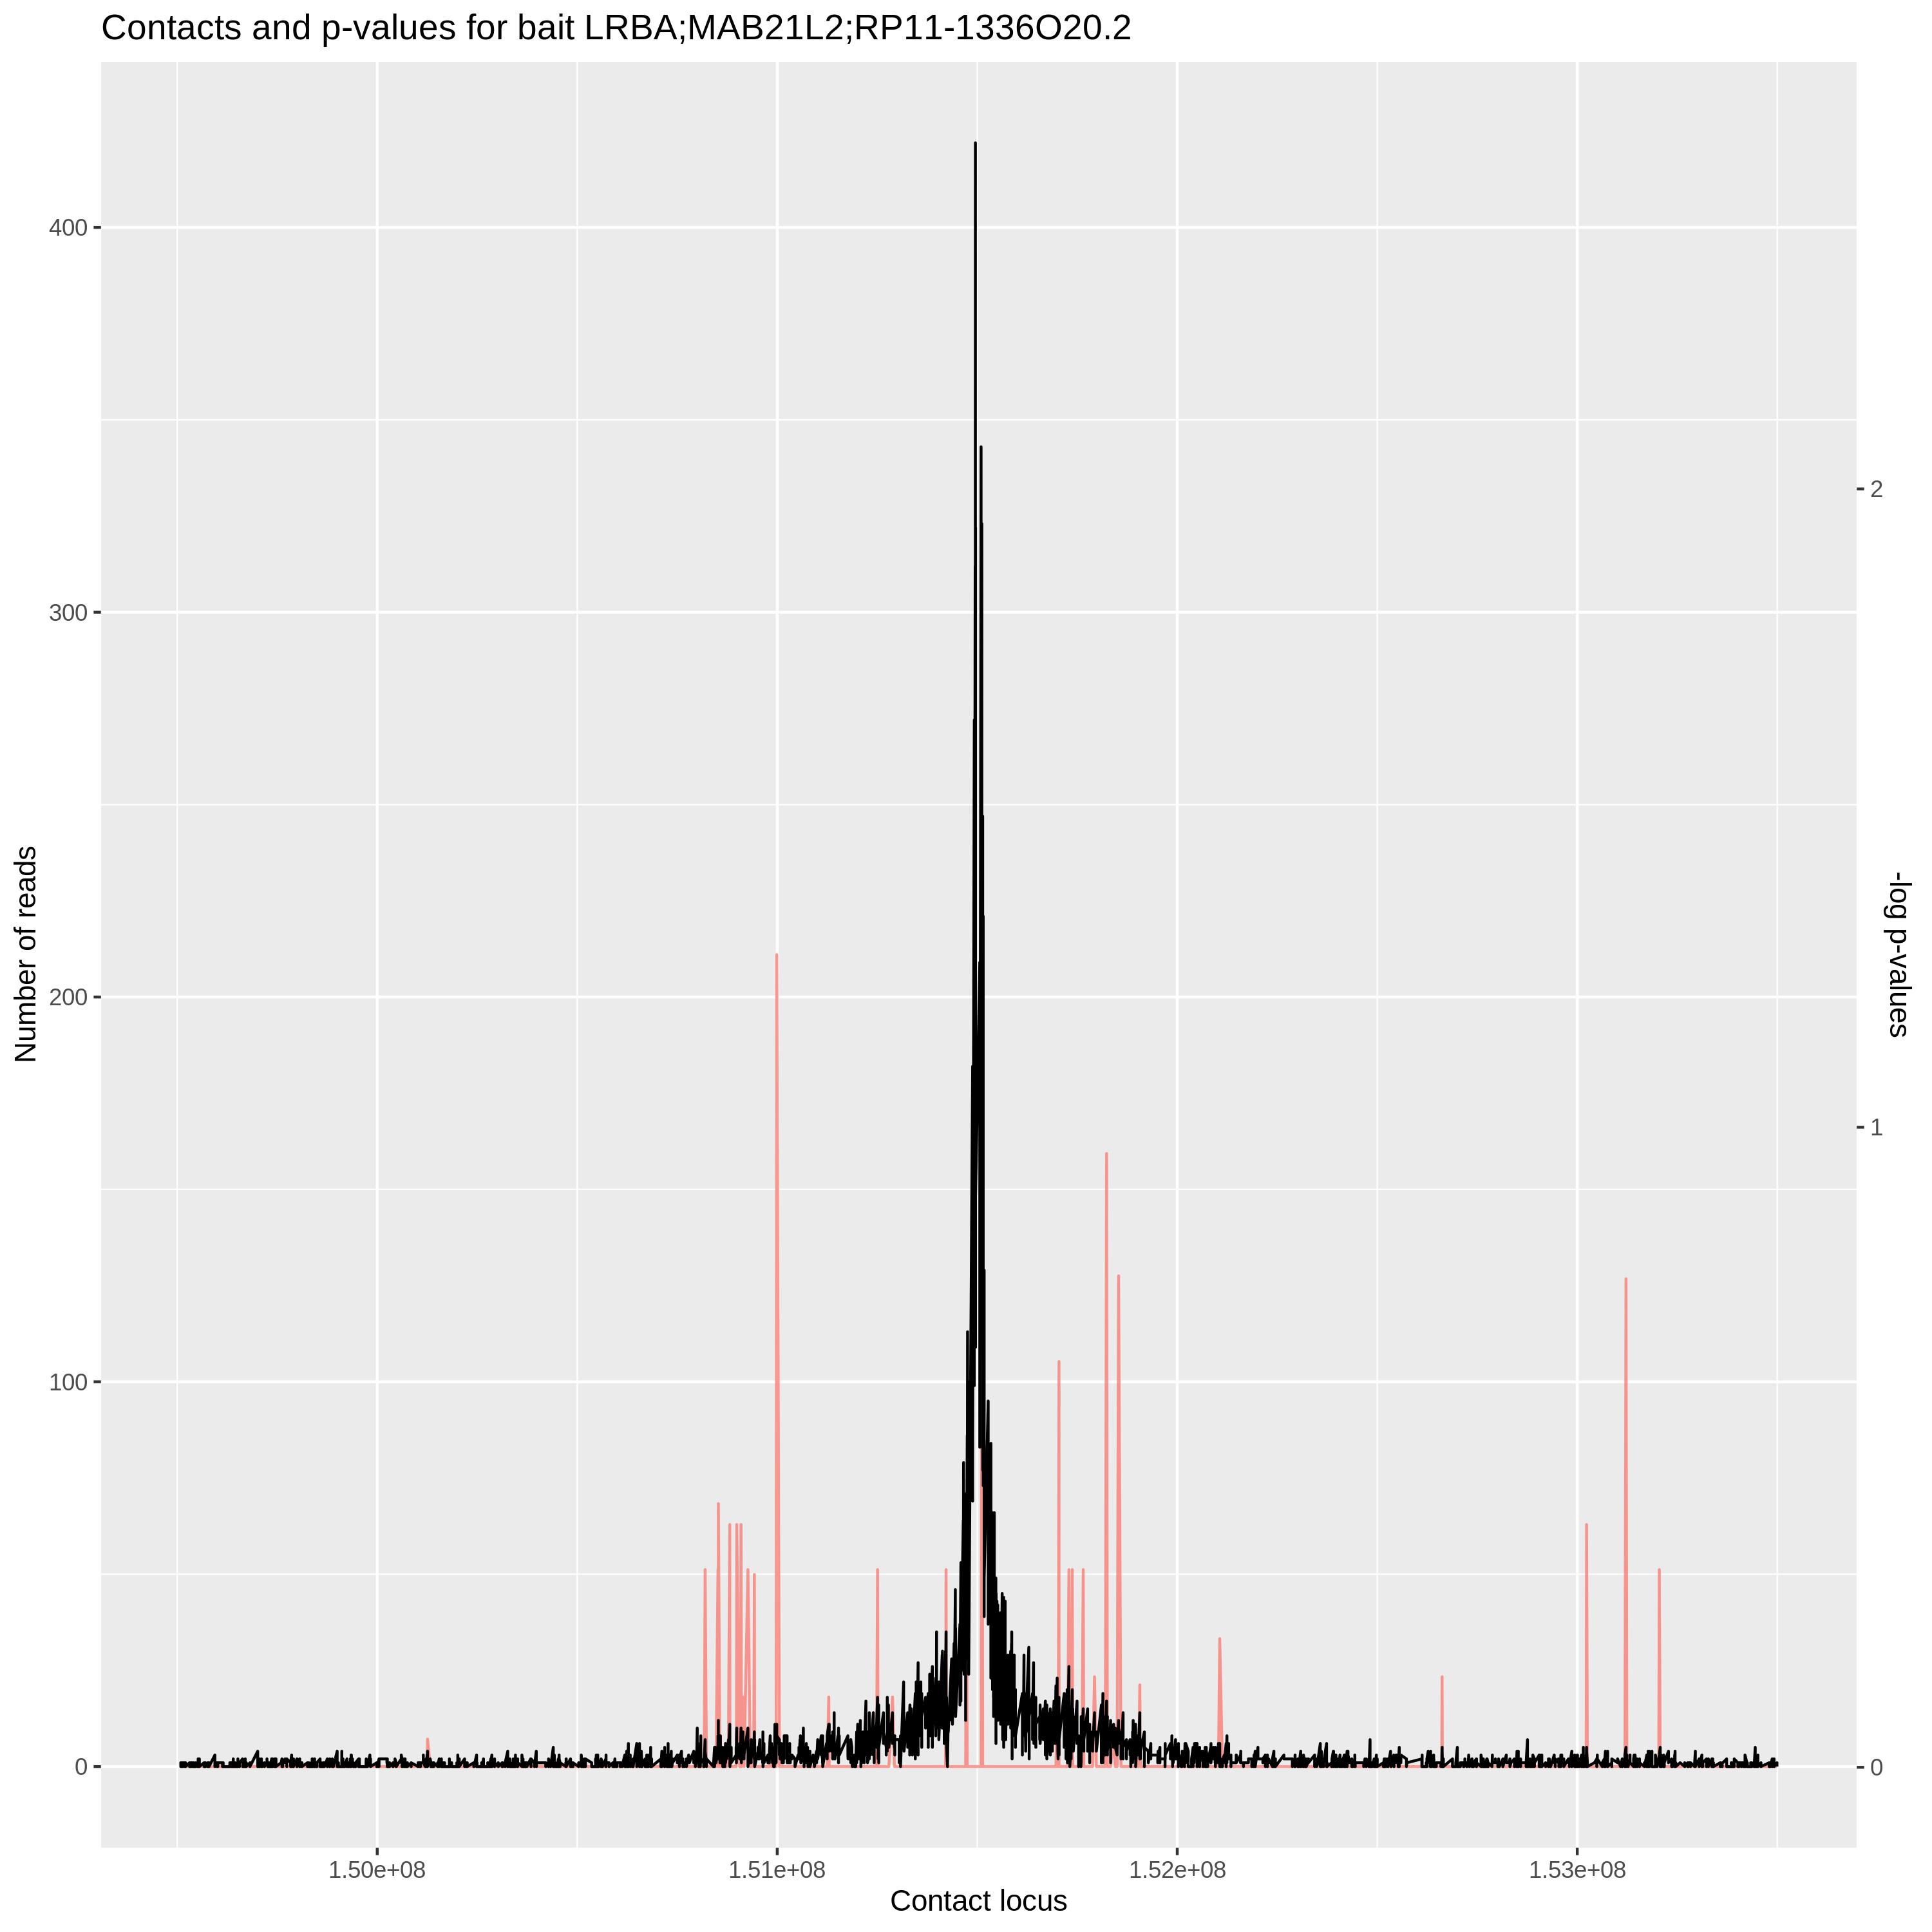 Contacts and p-values for bait LRBA;MAB21L2;RP11-1336O20.2
400
300
200
100
0
Number of reads
2
1
0
-log p-values
1.50e+08
1.51e+08
1.52e+08
1.53e+08
Contact locus